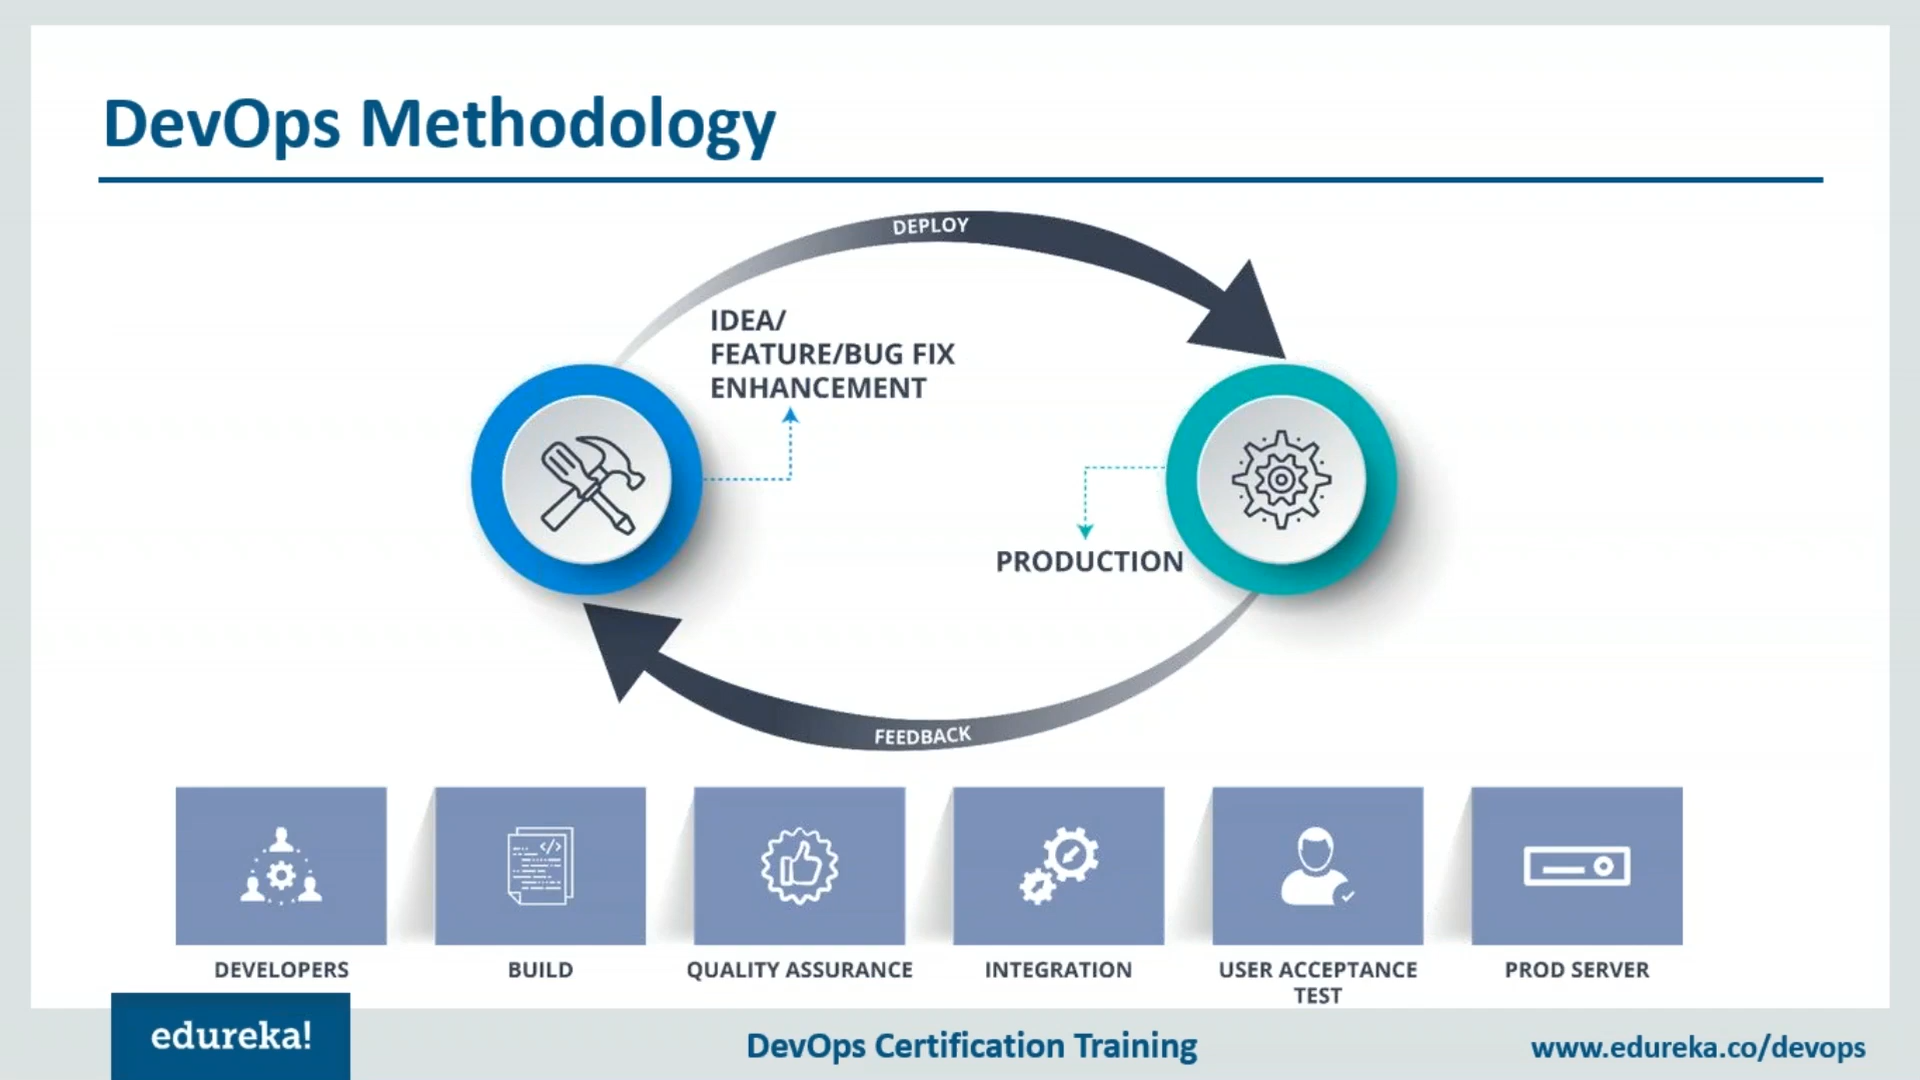 DevOps Methodology
DEPLOY
IDEA/
FEATURE/BUG FIX
ENHANCEMENT
PRODUCTION
FEEDBACK
</>
DEVELOPERS
BUILD
QUALITY ASSURANCE
INTEGRATION
USER ACCEPTANCE
TEST
PROD SERVER
edureka!
DevOps Certification Training
www.edureka.co/devops